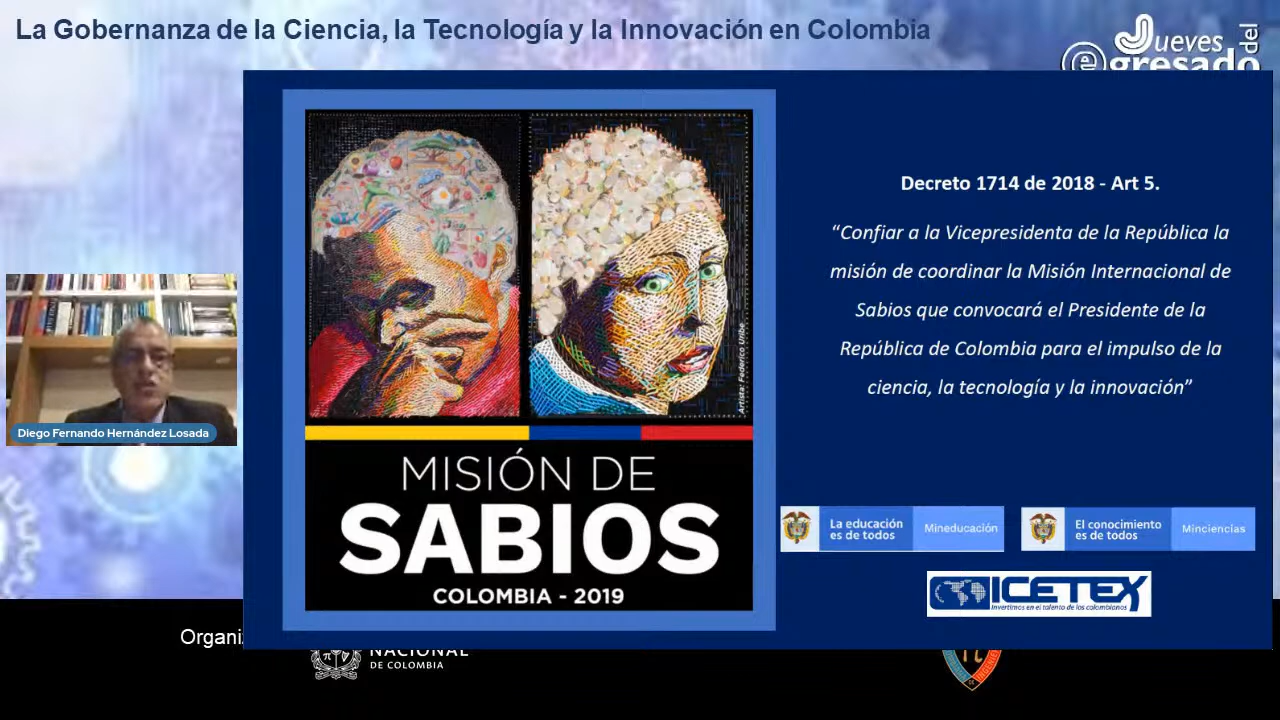 La Gobernanza de la Ciencia, la Tecnología y la Innovación en Colombia
Jueves
del
egresado
Decreto 1714 de 2018 - Art 5.
“Confiar a la Vicepresidenta de la República la
misión de coordinar la Misión Internacional de
Sabios que convocará el Presidente de la
República de Colombia para el impulso de la
ciencia, la tecnología y la innovación”
Artista: Federico Uribe
Diego Fernando Hernández Losada
MISIÓN DE
SABIOS
COLOMBIA - 2019
La educación
es de todos
Mineducación
El conocimiento
es de todos
Minciencias
ICETEX
Invertimos en el talento de los colombianos
Organiz
NACIONAL
DE COLOMBIA